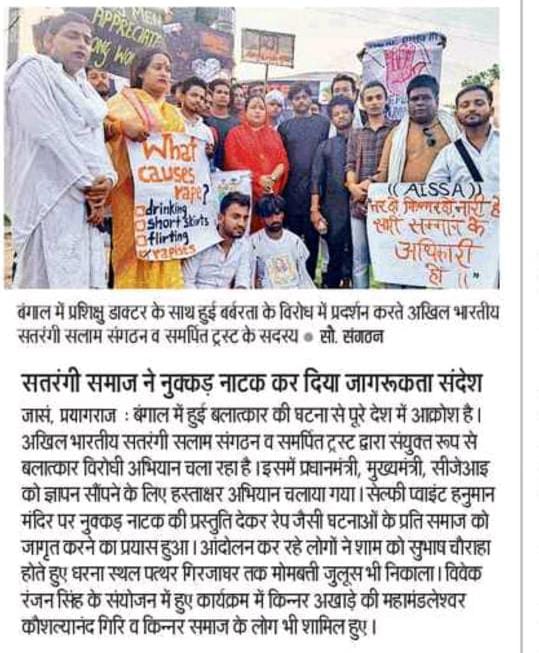 MEN
APPRECIATE
What
causes
rape?
drinking
short skirts
flirting
rapists
(( AISSA ))
नर हो किन्नर हो नारी हो
सभी सम्मान के
अधिकारी
हो
बंगाल में प्रशिक्षु डाक्टर के साथ हुई बर्बरता के विरोध में प्रदर्शन करते अखिल भारतीय
सतरंगी सलाम संगठन व समर्पित ट्रस्ट के सदस्य ● सौ. संगठन
सतरंगी समाज ने नुक्कड़ नाटक कर दिया जागरूकता संदेश
जासं, प्रयागराज : बंगाल में हुई बलात्कार की घटना से पूरे देश में आक्रोश है।
अखिल भारतीय सतरंगी सलाम संगठन व समर्पित ट्रस्ट द्वारा संयुक्त रूप से
बलात्कार विरोधी अभियान चला रहा है।इसमें प्रधानमंत्री, मुख्यमंत्री, सीजेआइ
को ज्ञापन सौंपने के लिए हस्ताक्षर अभियान चलाया गया। सेल्फी प्वाइंट हनुमान
मंदिर पर नुक्कड़ नाटक की प्रस्तुति देकर रेप जैसी घटनाओं के प्रति समाज को
जागृत करने का प्रयास हुआ। आंदोलन कर रहे लोगों ने शाम को सुभाष चौराहा
होते हुए धरना स्थल पत्थर गिरजाघर तक मोमबती जुलूस भी निकाला। विवेक
रंजन सिंह के संयोजन में हुए कार्यक्रम में किन्नर अखाड़े की महामंडलेश्वर
कौशल्यानंद गिरि व किन्नर समाज के लोग भी शामिल हुए।